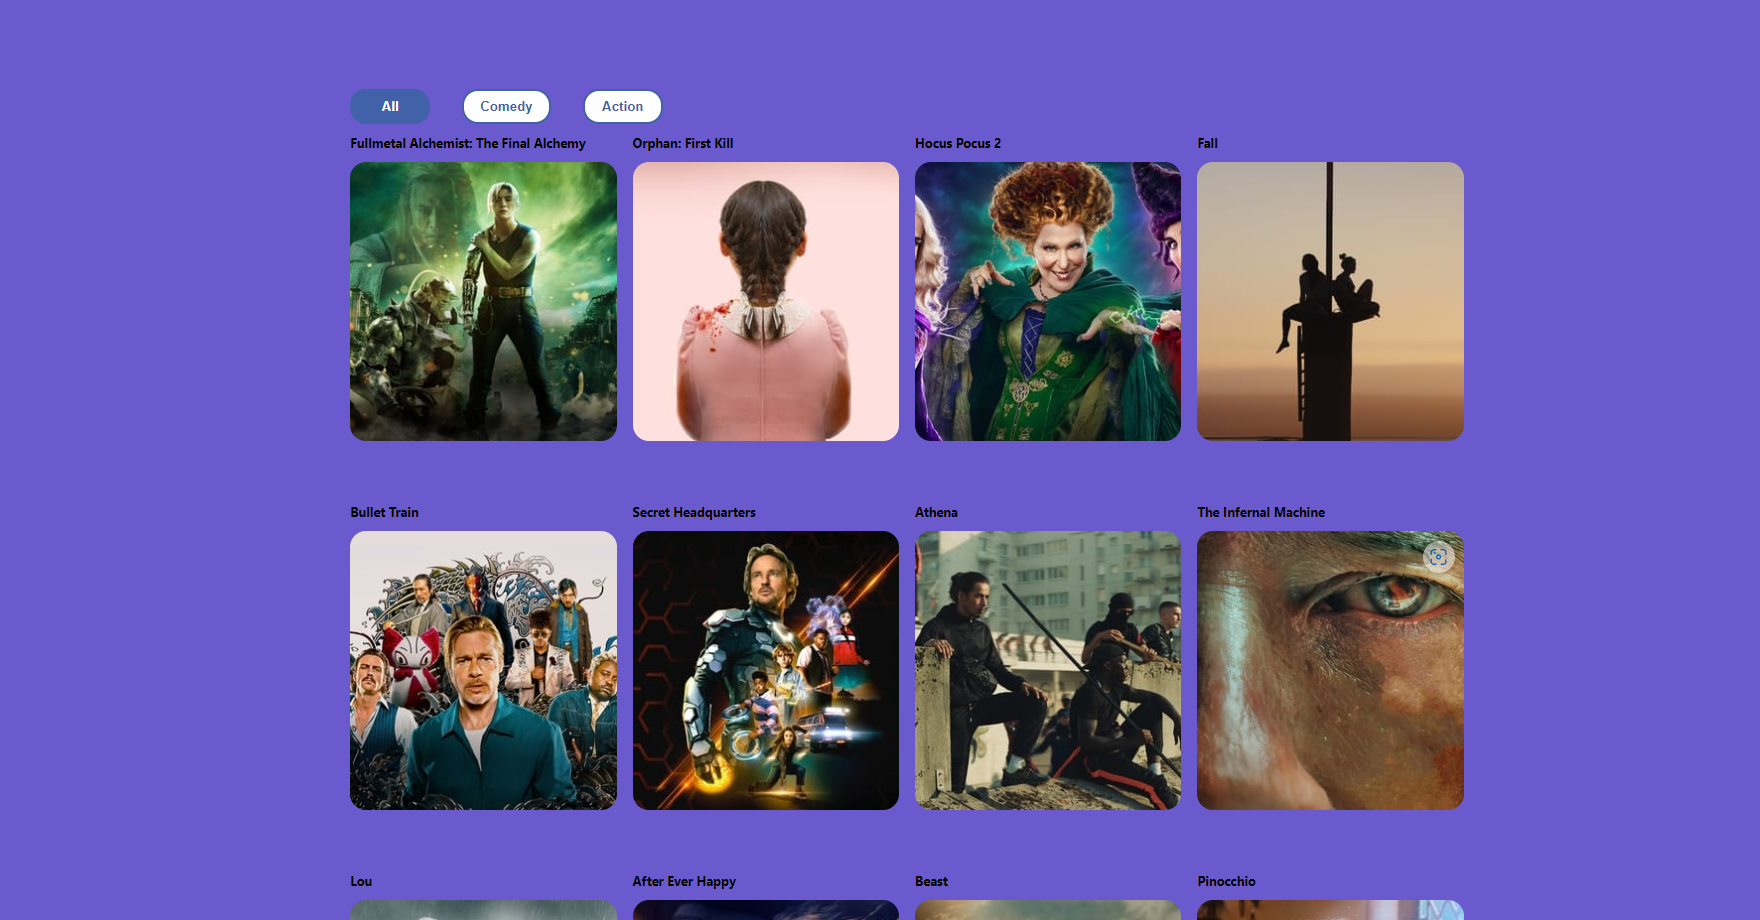 All
Comedy
Action
Fullmetal Alchemist: The Final Alchemy
Orphan: First Kill
Hocus Pocus 2
Fall
Bullet Train
Secret Headquarters
Athena
The Infernal Machine
Lou
After Ever Happy
Beast
Pinocchio